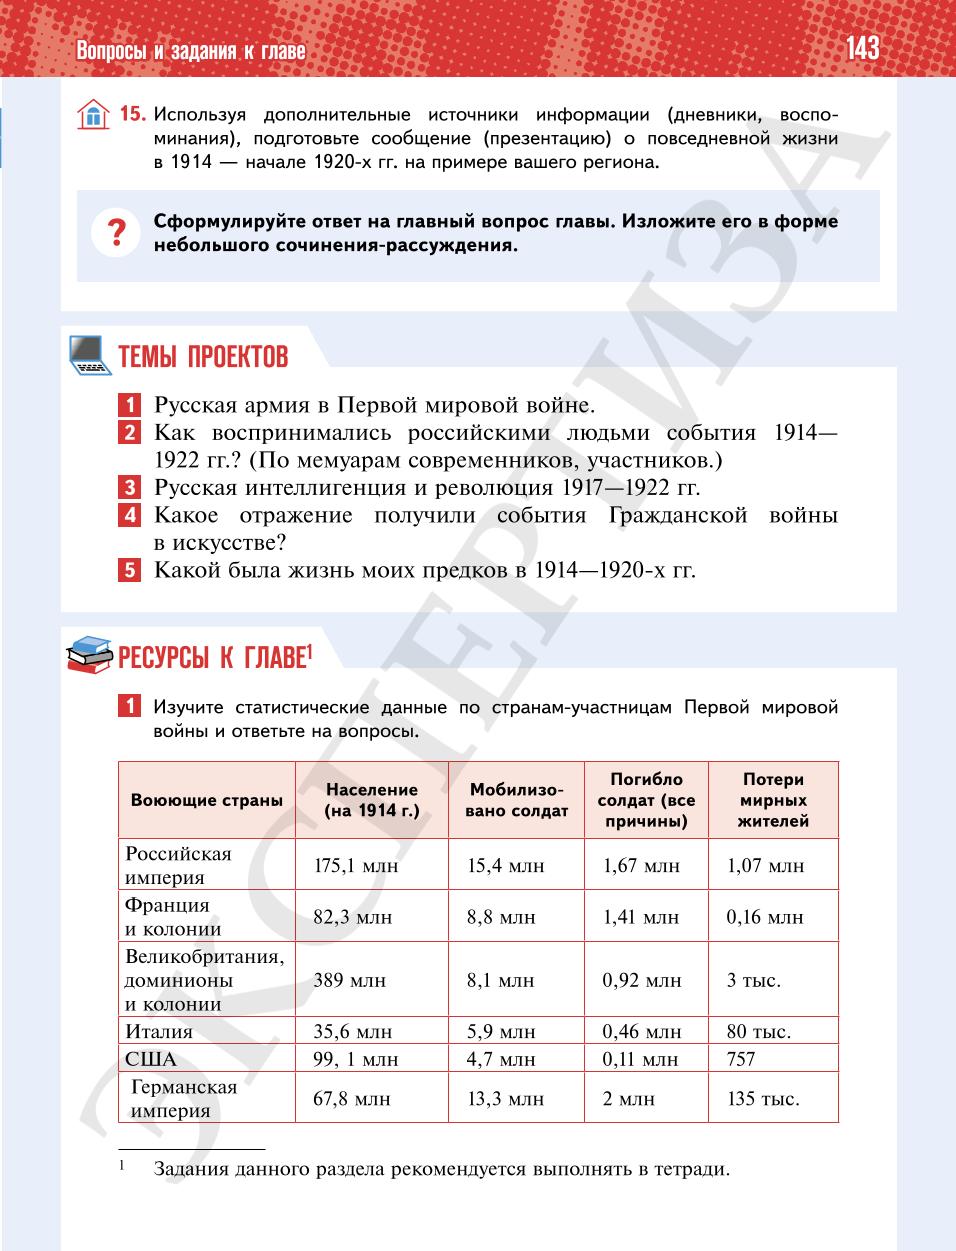 Вопросы и задания к главе 143
15. Используя дополнительные источники информации (дневники, воспо-
минания), подготовьте сообщение (презентацию) о повседневной жизни
в 1914 — начале 1920-х гг. на примере вашего региона.
? Сформулируйте ответ на главный вопрос главы. Изложите его в форме
небольшого сочинения-рассуждения.
ТЕМЫ ПРОЕКТОВ
1 Русская армия в Первой мировой войне.
2 Как воспринимались российскими людьми события 1914—
1922 гг.? (По мемуарам современников, участников.)
3 Русская интеллигенция и революция 1917—1922 гг.
4 Какое отражение получили события Гражданской войны
в искусстве?
5 Какой была жизнь моих предков в 1914—1920-х гг.
РЕСУРСЫ К ГЛАВЕ1
1 Изучите статистические данные по странам-участницам Первой мировой
войны и ответьте на вопросы.
Воюющие страны
Население
(на 1914 г.)
Мобилизо-
вано солдат
Погибло
солдат (все
причины)
Потери
мирных
жителей
Российская
империя
175,1 млн
15,4 млн
1,67 млн
1,07 млн
Франция
и колонии
82,3 млн
8,8 млн
1,41 млн
0,16 млн
Великобритания,
доминионы
и колонии
389 млн
8,1 млн
0,92 млн
3 тыс.
Италия
35,6 млн
5,9 млн
0,46 млн
80 тыс.
США
99, 1 млн
4,7 млн
0,11 млн
757
Германская
империя
67,8 млн
13,3 млн
2 млн
135 тыс.
1 Задания данного раздела рекомендуется выполнять в тетради.
ЭКСПЕРТИЗА